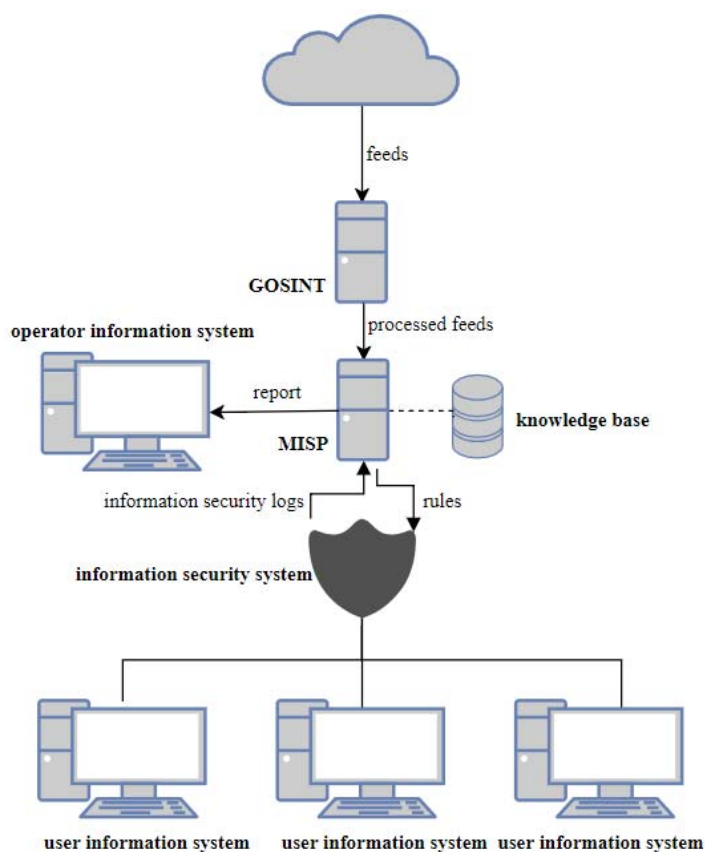 feeds
GOSINT
processed feeds
operator information system
report
knowledge base
MISP
information security logs
rules
information security system
user information system
user information system
user information system